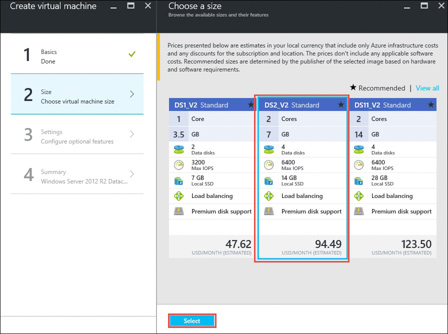 Create virtual machine
Choose a size
Browse the available sizes and their features
1
Basics
Done
2
Size
Choose virtual machine size
3
Settings
Configure optional features
4
Summary
Windows Server 2012 R2 Datac...
Prices presented below are estimates in your local currency that include only Azure infrastructure costs
and any discounts for the subscription and location. The prices don't include any applicable software
costs. Recommended sizes are determined by the publisher of the selected image based on hardware
and software requirements.
★ Recommended | View all
DS1_V2 Standard ★
1 Core
3.5 GB
2
Data disks
3200
Max IOPS
7 GB
Local SSD
Load balancing
Premium disk support
47.62
USD/MONTH (ESTIMATED)
DS2_V2 Standard ★
2 Cores
7 GB
4
Data disks
6400
Max IOPS
14 GB
Local SSD
Load balancing
Premium disk support
94.49
USD/MONTH (ESTIMATED)
DS11_V2 Standard ★
2 Cores
14 GB
4
Data disks
6400
Max IOPS
28 GB
Local SSD
Load balancing
Premium disk support
123.50
USD/MONTH (ESTIMATED)
Select